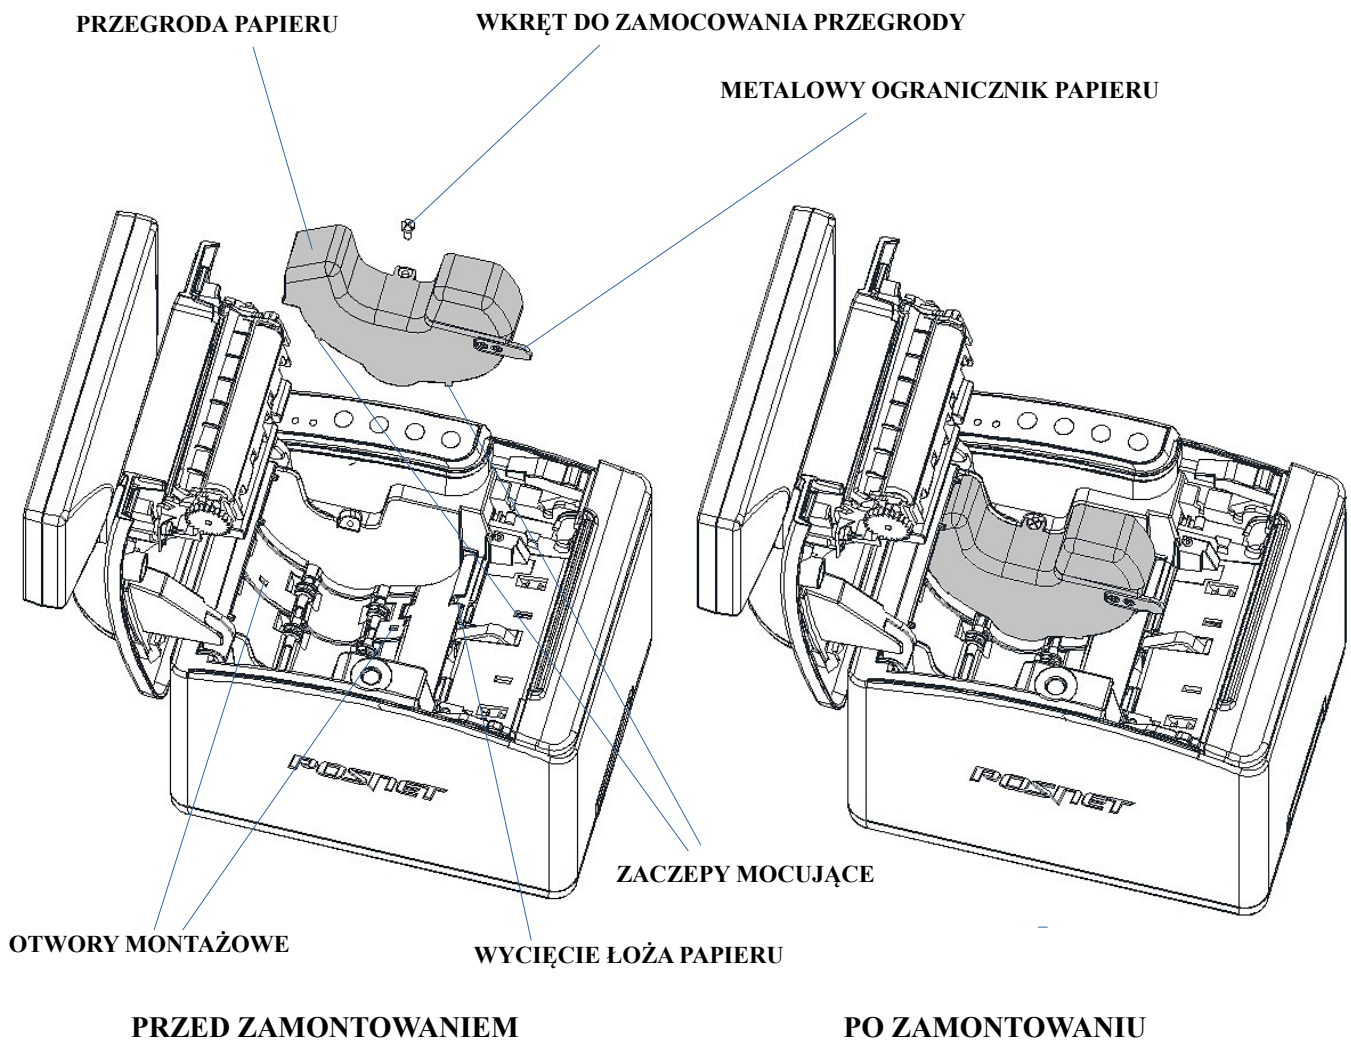 PRZEGRODA PAPIERU
WKRĘT DO ZAMOCOWANIA PRZEGRODY
METALOWY OGRANICZNIK PAPIERU
POSNET
POSNET
ZACZEPY MOCUJĄCE
OTWORY MONTAŻOWE
WYCIĘCIE ŁOŻA PAPIERU
PRZED ZAMONTOWANIEM
PO ZAMONTOWANIU